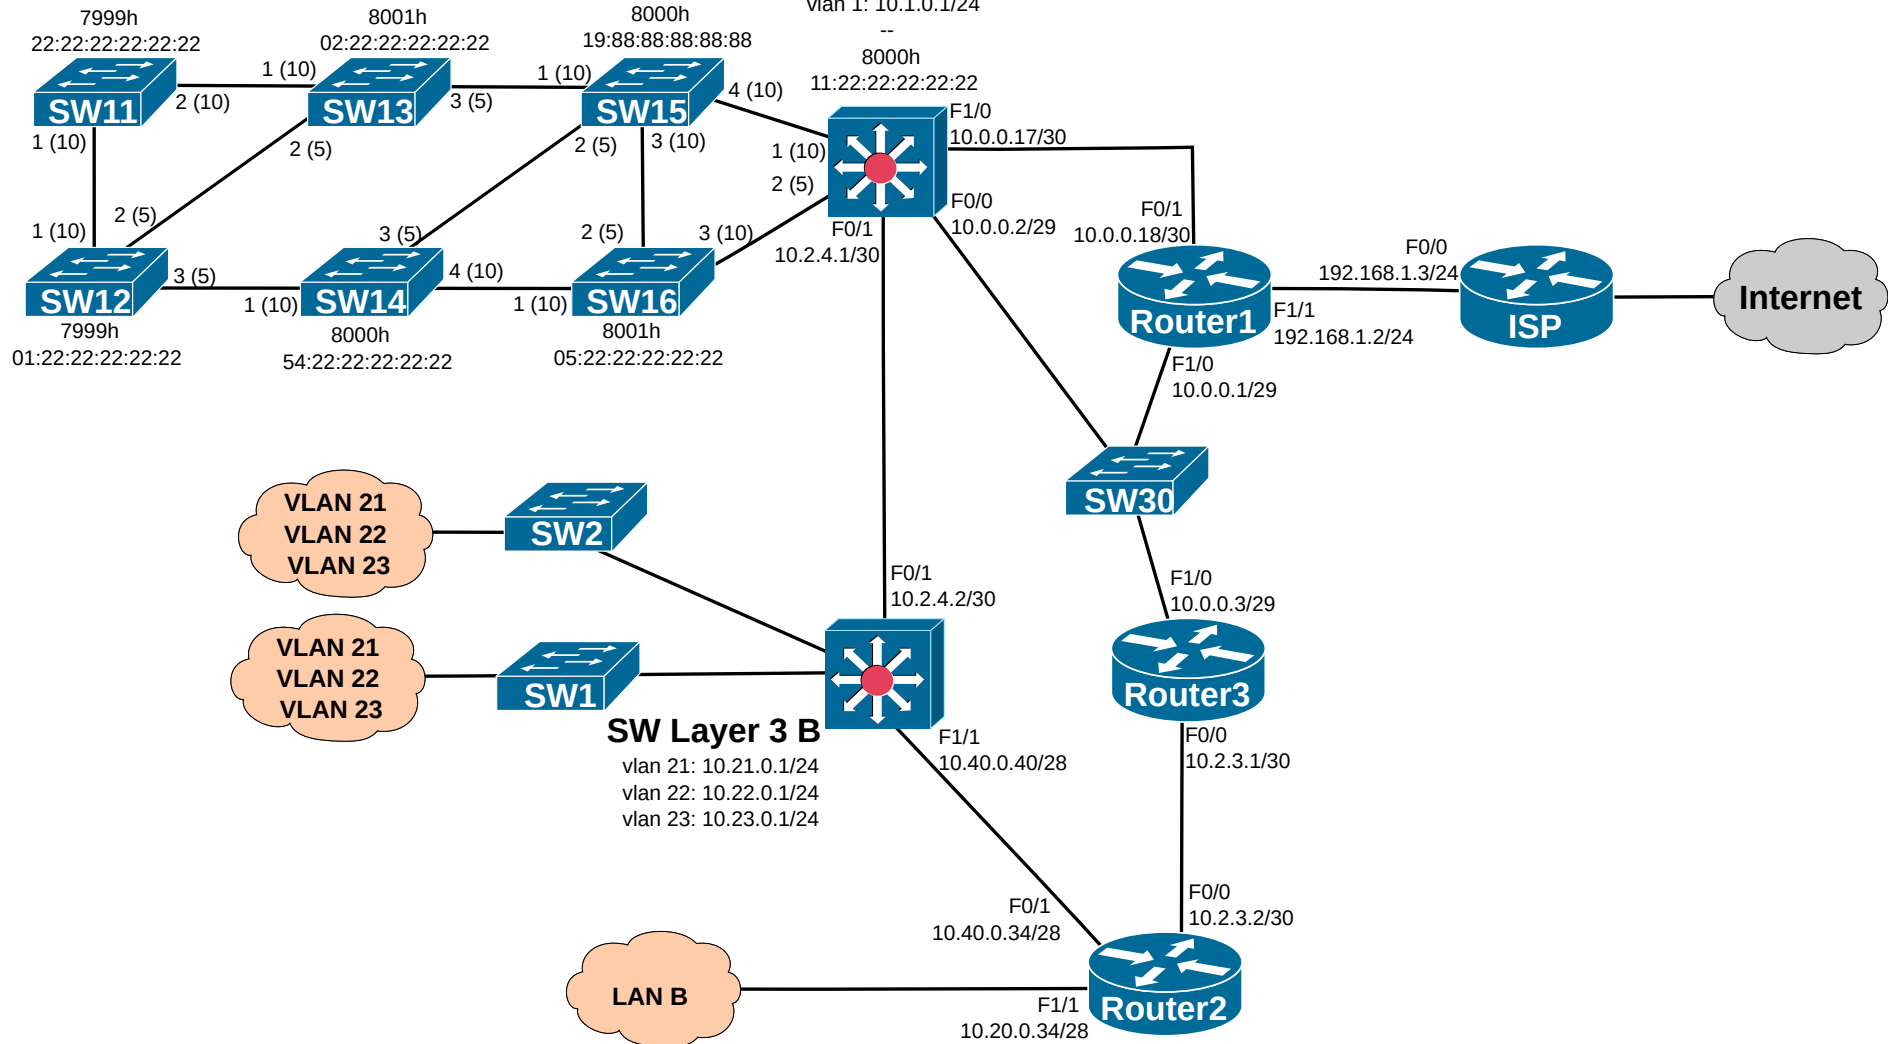 7999h
22:22:22:22:22:22
8001h
02:22:22:22:22:22
8000h
19:88:88:88:88:88
vlan 1: 10.1.0.1/24
--
8000h
11:22:22:22:22:22
SW11
2 (10)
1 (10)
1 (10)
SW13
3 (5)
2 (5)
1 (10)
SW15
4 (10)
2 (5)
3 (10)
1 (10)
2 (5)
F1/0
10.0.0.17/30
F0/0
10.0.0.2/29
F0/1
10.2.4.1/30
1 (10)
2 (5)
SW12
3 (5)
7999h
01:22:22:22:22:22
3 (5)
4 (10)
1 (10)
SW14
8000h
54:22:22:22:22:22
2 (5)
3 (10)
1 (10)
SW16
8001h
05:22:22:22:22:22
F0/1
10.0.0.18/30
Router1
F1/1
192.168.1.2/24
F1/0
10.0.0.1/29
F0/0
192.168.1.3/24
ISP
Internet
SW30
VLAN 21
VLAN 22
VLAN 23
SW2
VLAN 21
VLAN 22
VLAN 23
SW1
F0/1
10.2.4.2/30
SW Layer 3 B
vlan 21: 10.21.0.1/24
vlan 22: 10.22.0.1/24
vlan 23: 10.23.0.1/24
F1/1
10.40.0.40/28
F1/0
10.0.0.3/29
Router3
F0/0
10.2.3.1/30
F0/0
10.2.3.2/30
F0/1
10.40.0.34/28
Router2
F1/1
10.20.0.34/28
LAN B